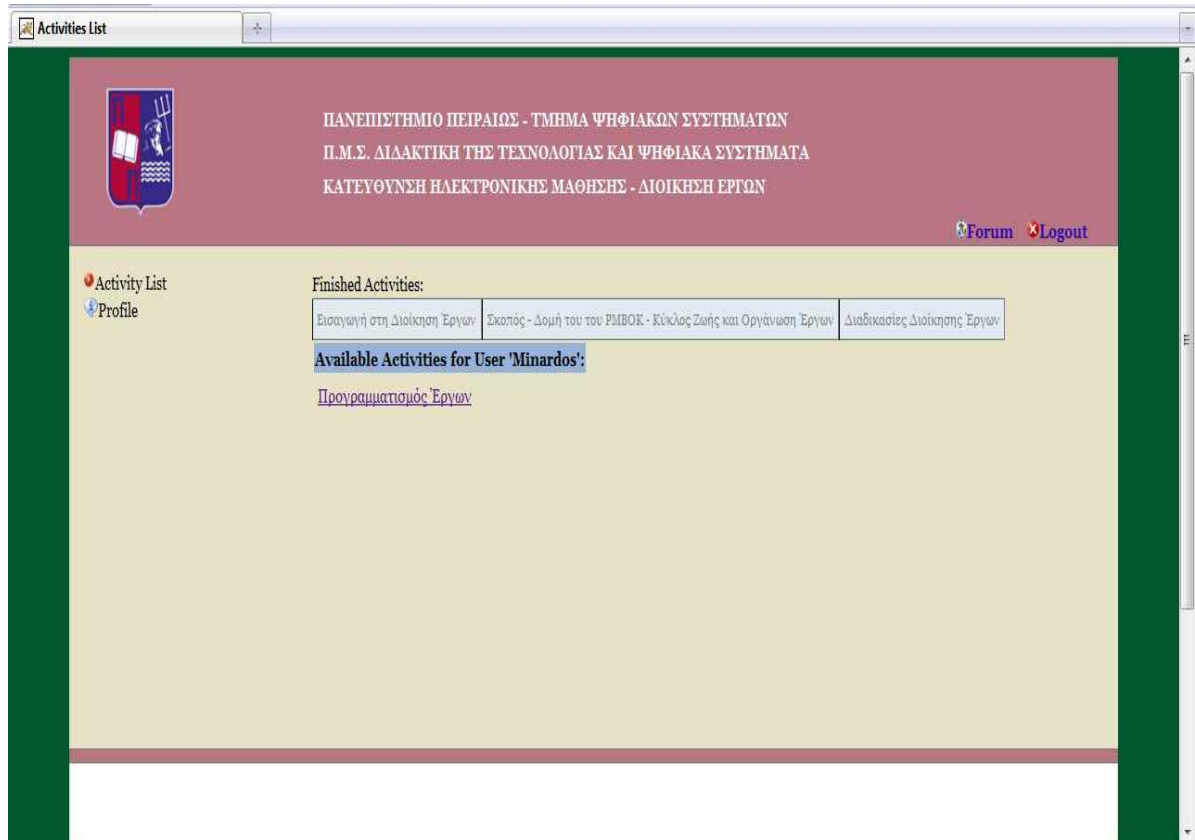 Activities List
ΠΑΝΕΠΙΣΤΗΜΙΟ ΠΕΙΡΑΙΩΣ - ΤΜΗΜΑ ΨΗΦΙΑΚΩΝ ΣΥΣΤΗΜΑΤΩΝ
Π.Μ.Σ. ΔΙΔΑΚΤΙΚΗ ΤΗΣ ΤΕΧΝΟΛΟΓΙΑΣ ΚΑΙ ΨΗΦΙΑΚΑ ΣΥΣΤΗΜΑΤΑ
ΚΑΤΕΥΘΥΝΣΗ ΗΛΕΚΤΡΟΝΙΚΗΣ ΜΑΘΗΣΗΣ - ΔΙΟΙΚΗΣΗ ΕΡΓΩΝ
Forum Logout
Activity List
Profile
Finished Activities:
Εισαγωγή στη Διοίκηση Έργων Σκοπός - Δομή του του PMBOK - Κύκλος Ζωής και Οργάνωση Έργων Διαδικασίες Διοίκησης Έργων
Available Activities for User 'Minardos':
Προγραμματισμός Έργων